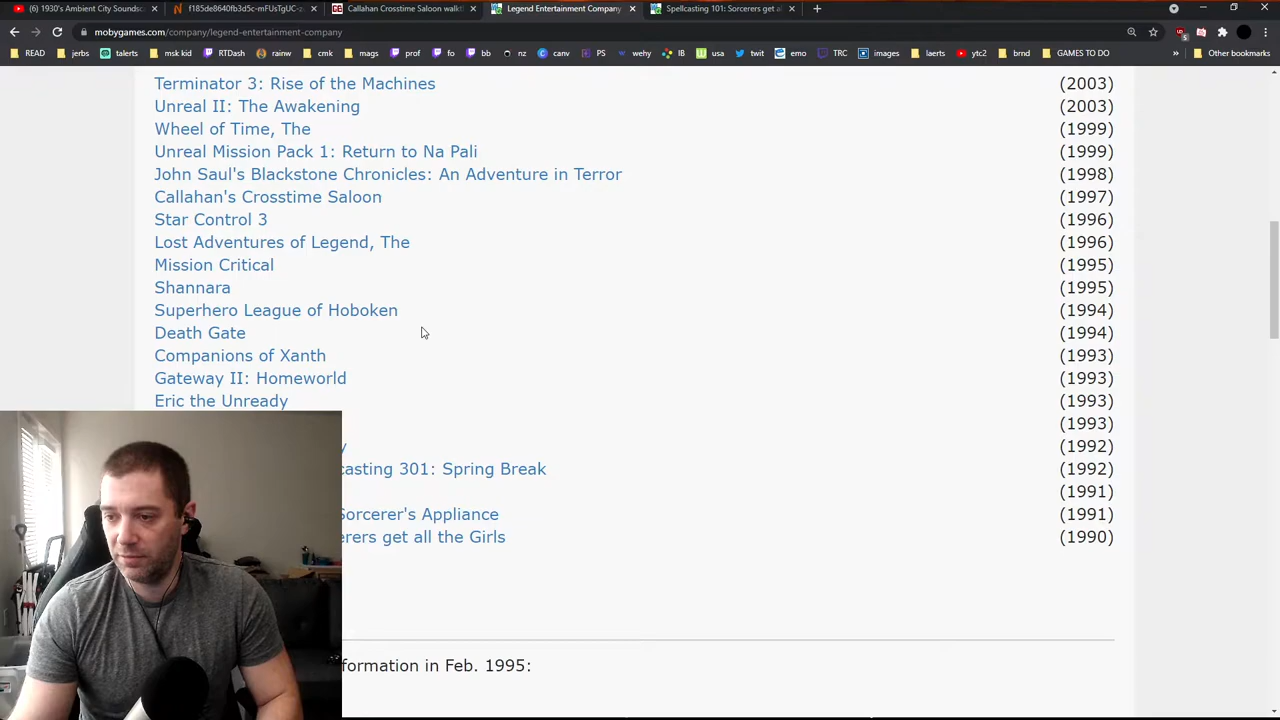 (6) 1930's Ambient City Soundsc
f185de8640fb3d5c-mFUsTgUC-z
Callahan Crosstime Saloon walkt
Legend Entertainment Company
Spellcasting 101: Sorcerers get al
mobygames.com/company/legend-entertainment-company
READ jerbs talerts msk kid RTDash rainw cmk mags prof fo bb nz canv PS wehy IB usa twit emo TRC images laerts ytc2 brnd GAMES TO DO » Other bookmarks
Terminator 3: Rise of the Machines (2003)
Unreal II: The Awakening (2003)
Wheel of Time, The (1999)
Unreal Mission Pack 1: Return to Na Pali (1999)
John Saul's Blackstone Chronicles: An Adventure in Terror (1998)
Callahan's Crosstime Saloon (1997)
Star Control 3 (1996)
Lost Adventures of Legend, The (1996)
Mission Critical (1995)
Shannara (1995)
Superhero League of Hoboken (1994)
Death Gate (1994)
Companions of Xanth (1993)
Gateway II: Homeworld (1993)
Eric the Unready (1993)
(1993)
y (1992)
casting 301: Spring Break (1992)
(1991)
Sorcerer's Appliance (1991)
erers get all the Girls (1990)
formation in Feb. 1995: